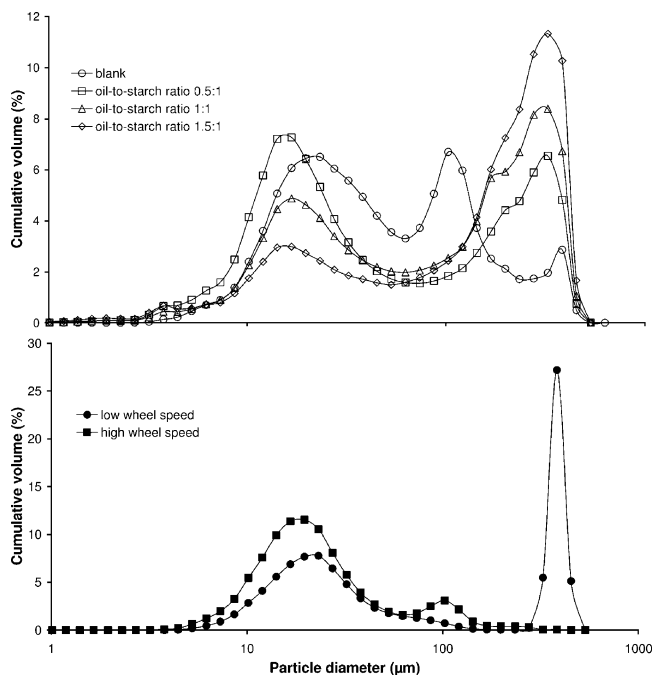 12
10
8
6
4
2
0
Cumulative volume (%)
blank
oil-to-starch ratio 0.5:1
oil-to-starch ratio 1:1
oil-to-starch ratio 1.5:1
10
100
30
25
20
15
10
5
0
Cumulative volume (%)
low wheel speed
high wheel speed
1
10
100
1000
Particle diameter (μm)